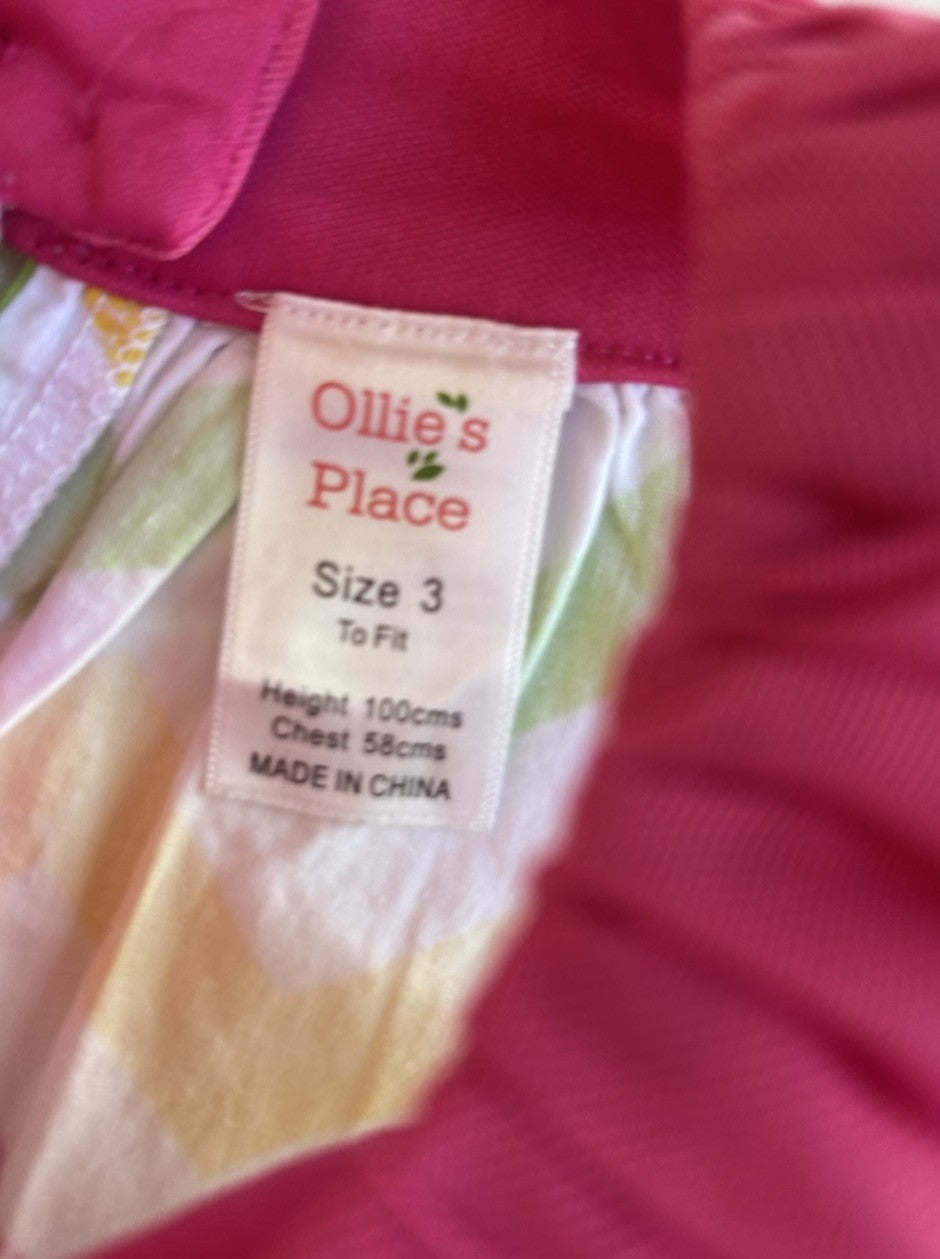 Ollie's
Place
Size 3
To Fit
Height 100cms
Chest 58cms
MADE IN CHINA